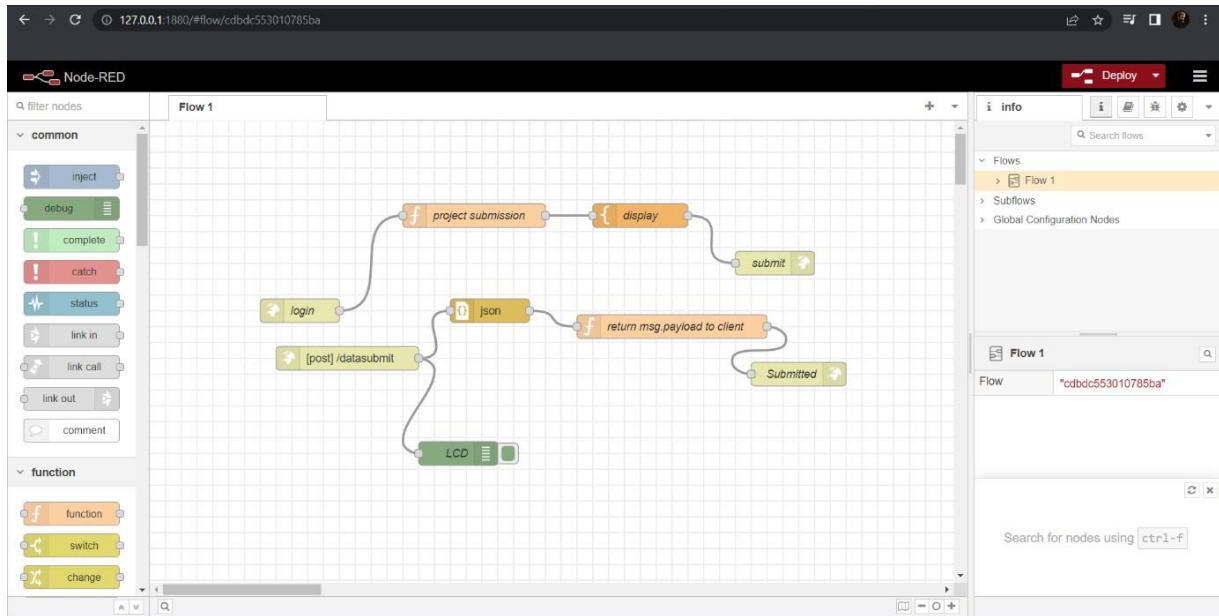 127.0.0.1:1880/#flow/cdbdc553010785ba
Node-RED
Deploy
filter nodes
Flow 1
i info
i
Search flows
common
inject
debug
complete
catch
status
link in
link call
link out
comment
function
function
switch
change
project submission
display
submit
login
json
return msg.payload to client
[post] /datasubmit
Submitted
LCD
Flows
Flow 1
Subflows
Global Configuration Nodes
Flow 1
Flow "cdbdc553010785ba"
Search for nodes using ctrl-f